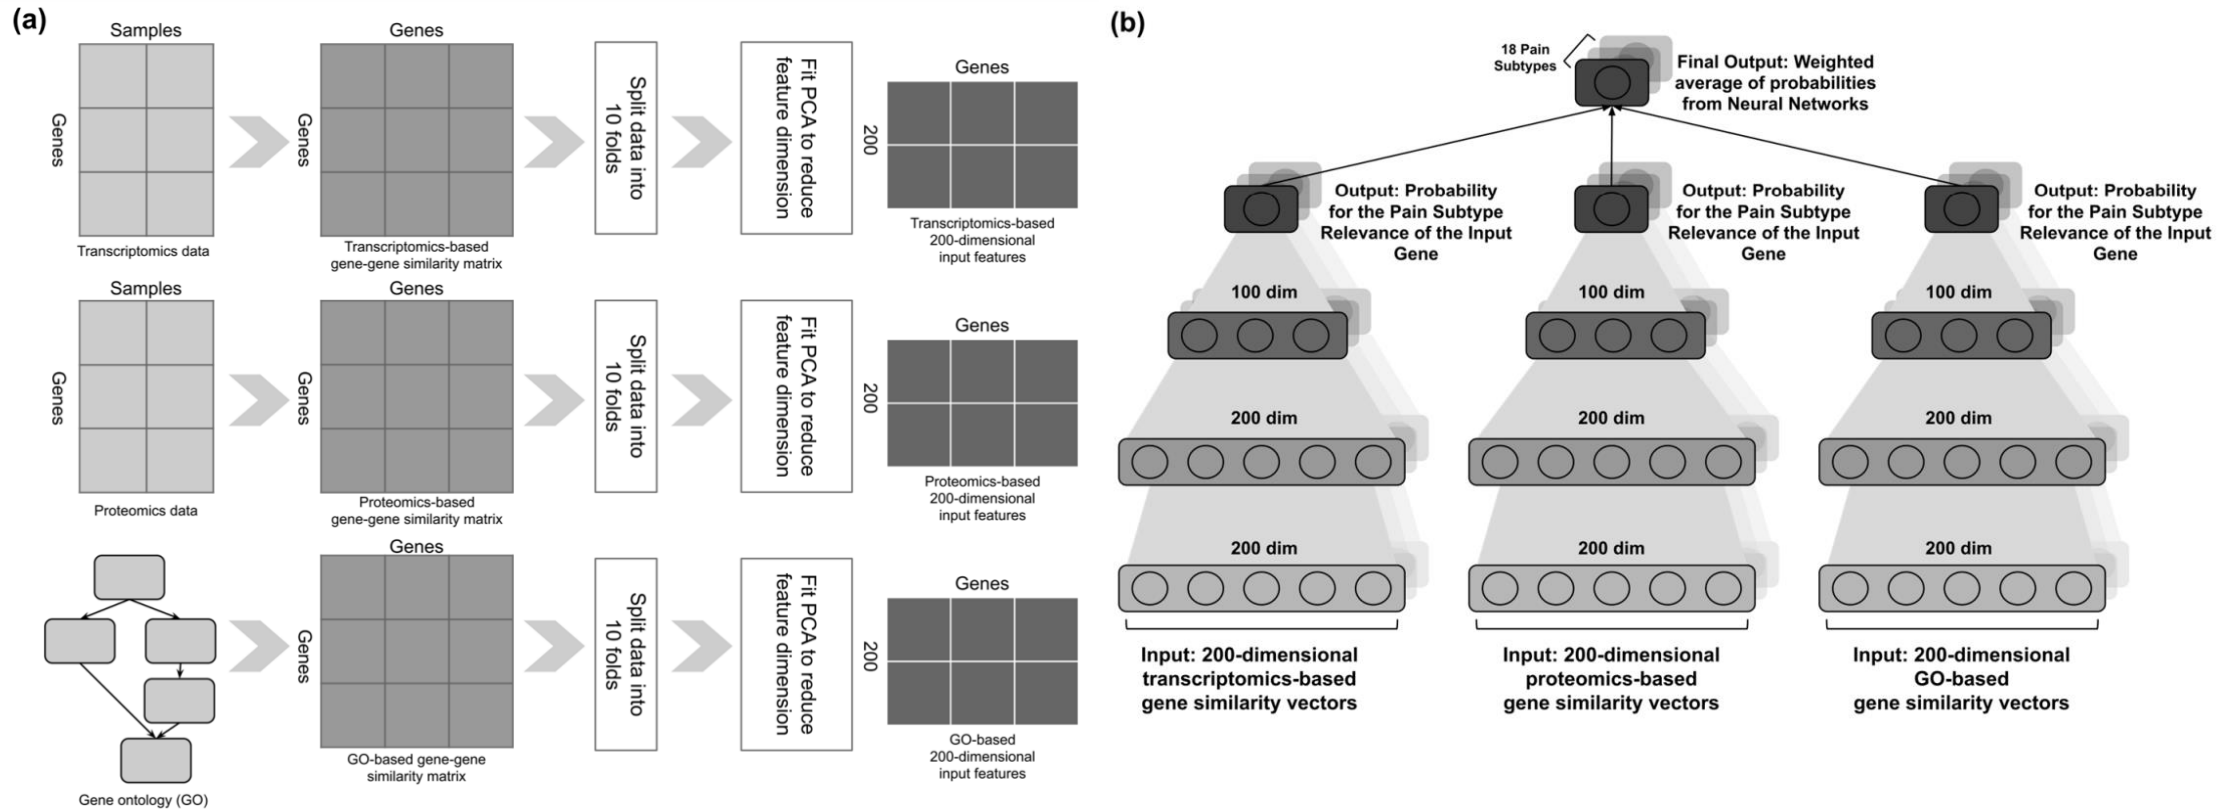 (a)
Samples
Genes
Transcriptomics data
Genes
Genes
Transcriptomics-based
gene-gene similarity matrix
Split data into
10 folds
Fit PCA to reduce
feature dimension
Genes
200
Transcriptomics-based
200-dimensional
input features
Samples
Genes
Proteomics data
Genes
Genes
Proteomics-based
gene-gene similarity matrix
Split data into
10 folds
Fit PCA to reduce
feature dimension
Genes
200
Proteomics-based
200-dimensional
input features
Gene ontology (GO)
Genes
Genes
GO-based gene-gene
similarity matrix
Split data into
10 folds
Fit PCA to reduce
feature dimension
Genes
200
GO-based
200-dimensional
input features
(b)
18 Pain
Subtypes
Final Output: Weighted
average of probabilities
from Neural Networks
Output: Probability
for the Pain Subtype
Relevance of the Input
Gene
Output: Probability
for the Pain Subtype
Relevance of the Input
Gene
Output: Probability
for the Pain Subtype
Relevance of the Input
Gene
100 dim
100 dim
100 dim
200 dim
200 dim
200 dim
200 dim
200 dim
200 dim
Input: 200-dimensional
transcriptomics-based
gene similarity vectors
Input: 200-dimensional
proteomics-based
gene similarity vectors
Input: 200-dimensional
GO-based
gene similarity vectors